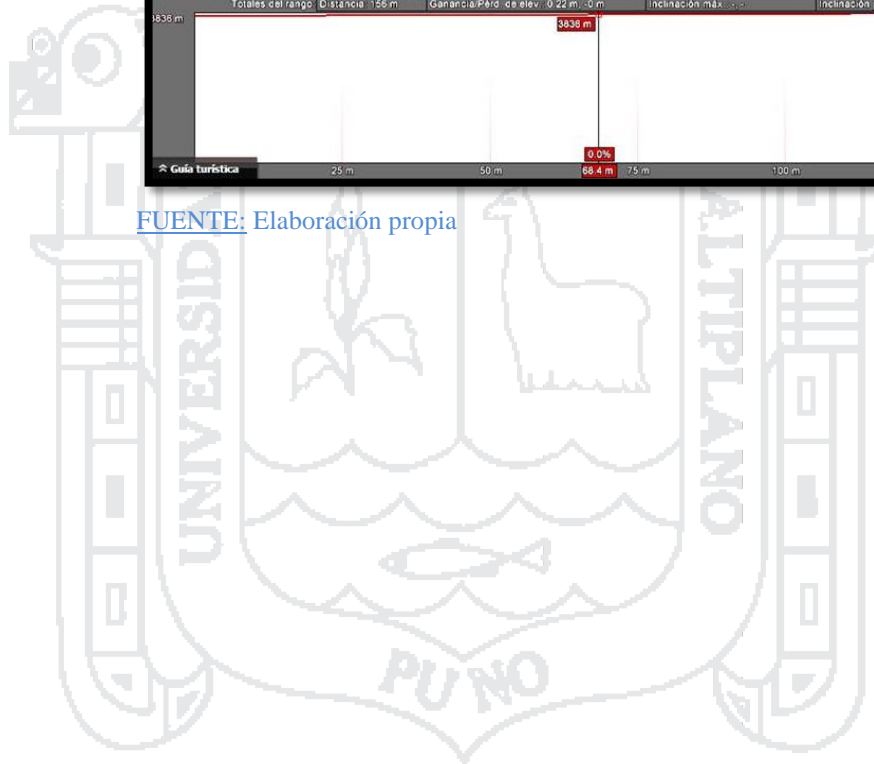 Totales del rango Distancia: 156 m Ganancia/Pérd. de elev.: 0.22 m, -0 m Inclinación máx.: -, - Inclinación
3836 m
3836 m
0.0%
Guía turística 25 m 50 m 68.4 m 75 m 100 m
FUENTE: Elaboración propia
UNIVERSIDA
ALTIPLANO
PUNO